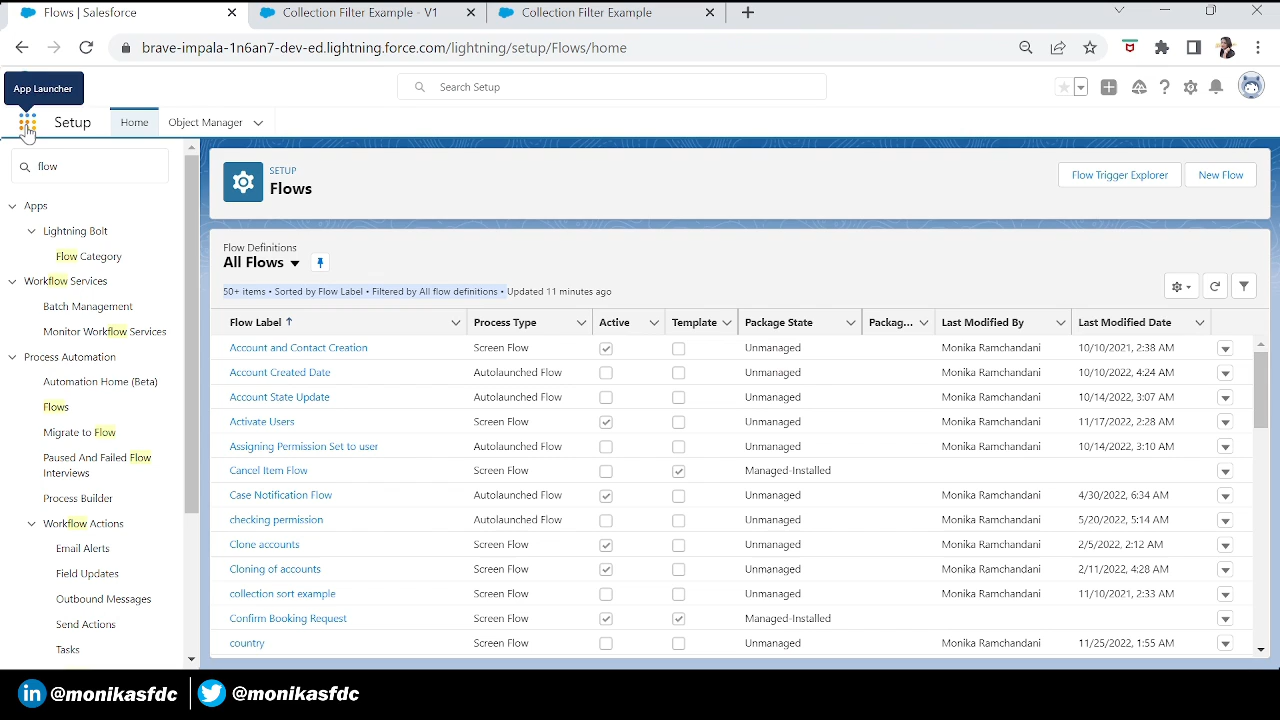 Flows | Salesforce
Collection Filter Example - V1
Collection Filter Example
brave-impala-1n6an7-dev-ed.lightning.force.com/lightning/setup/Flows/home
App Launcher
Search Setup
Setup
Home
Object Manager
flow
Apps
Lightning Bolt
Flow Category
Workflow Services
Batch Management
Monitor Workflow Services
Process Automation
Automation Home (Beta)
Flows
Migrate to Flow
Paused And Failed Flow
Interviews
Process Builder
Workflow Actions
Email Alerts
Field Updates
Outbound Messages
Send Actions
Tasks
SETUP
Flows
Flow Trigger Explorer
New Flow
Flow Definitions
All Flows
50+ items • Sorted by Flow Label • Filtered by All flow definitions • Updated 11 minutes ago
Flow Label Process Type Active Template Package State Packag... Last Modified By Last Modified Date
Account and Contact Creation Screen Flow Unmanaged Monika Ramchandani 10/10/2021, 2:38 AM
Account Created Date Autolaunched Flow Unmanaged Monika Ramchandani 10/10/2022, 4:24 AM
Account State Update Autolaunched Flow Unmanaged Monika Ramchandani 10/14/2022, 3:07 AM
Activate Users Screen Flow Unmanaged Monika Ramchandani 11/17/2022, 2:28 AM
Assigning Permission Set to user Autolaunched Flow Unmanaged Monika Ramchandani 10/14/2022, 3:10 AM
Cancel Item Flow Screen Flow Managed-Installed
Case Notification Flow Autolaunched Flow Unmanaged Monika Ramchandani 4/30/2022, 6:34 AM
checking permission Autolaunched Flow Unmanaged Monika Ramchandani 5/20/2022, 5:14 AM
Clone accounts Screen Flow Unmanaged Monika Ramchandani 2/5/2022, 2:12 AM
Cloning of accounts Screen Flow Unmanaged Monika Ramchandani 2/11/2022, 4:28 AM
collection sort example Screen Flow Unmanaged Monika Ramchandani 11/10/2021, 2:33 AM
Confirm Booking Request Screen Flow Managed-Installed
country Screen Flow Unmanaged Monika Ramchandani 11/25/2022, 1:55 AM
in @monikasfdc
@monikasfdc